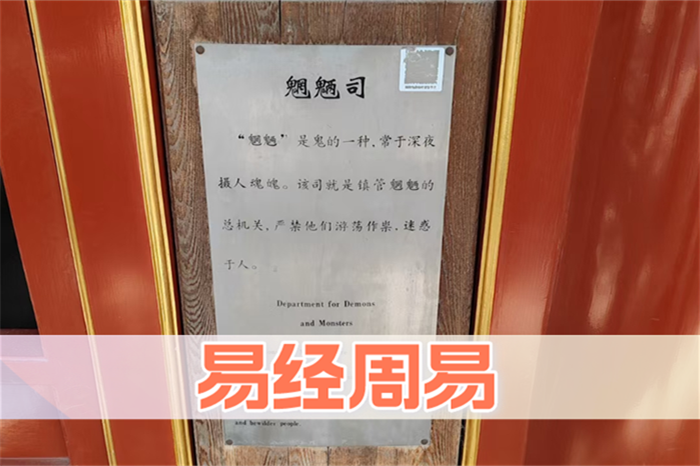 魍魉司
“魍魉”是鬼的一种，常于深夜
摄人魂魄。该司就是镇管魍魉的
总机关，严禁他们游荡作祟，迷惑
于人。
Department for Demons
and Monsters
易经周易
and bewilder people.